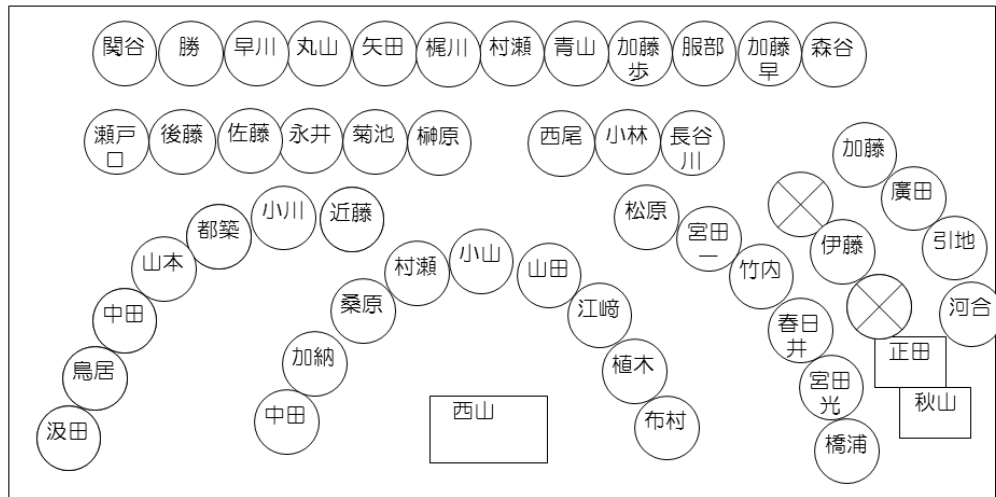 関谷
勝
早川
丸山
矢田
梶川
村瀬
青山
加藤
歩
服部
加藤
早
森谷
瀬戸
口
後藤
佐藤
永井
菊池
榊原
西尾
小林
長谷
川
加藤
廣田
引地
河合
伊藤
近藤
小川
都築
山本
中田
鳥居
汲田
松原
宮田
一
竹内
春日
井
宮田
光
橋浦
小山
村瀬
桑原
加納
中田
山田
江﨑
植木
布村
西山
正田
秋山